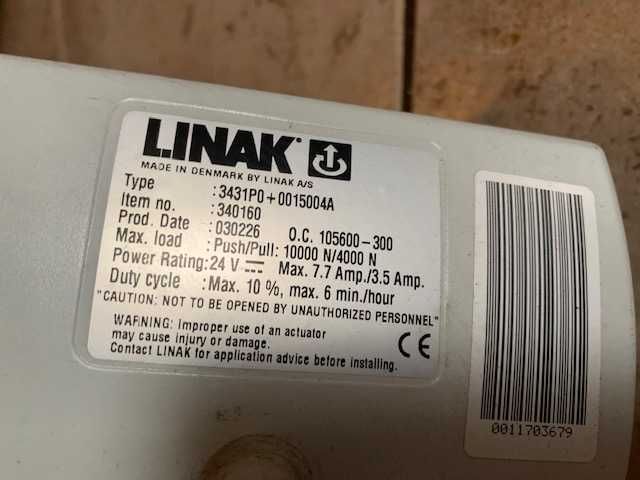 LINAK®
MADE IN DENMARK BY LINAK A/S
Type :3431P0+0015004A
Item no. :340160
Prod. Date :030226 O.C. 105600-300
Max. load :Push/Pull: 10000 N/4000 N
Power Rating:24 V Max. 7.7 Amp./3.5 Amp.
Duty cycle :Max. 10 %, max. 6 min./hour
"CAUTION: NOT TO BE OPENED BY UNAUTHORIZED PERSONNEL"
WARNING: Improper use of an actuator
may cause injury or damage.
Contact LINAK for application advice before installing.
CE
0011703679